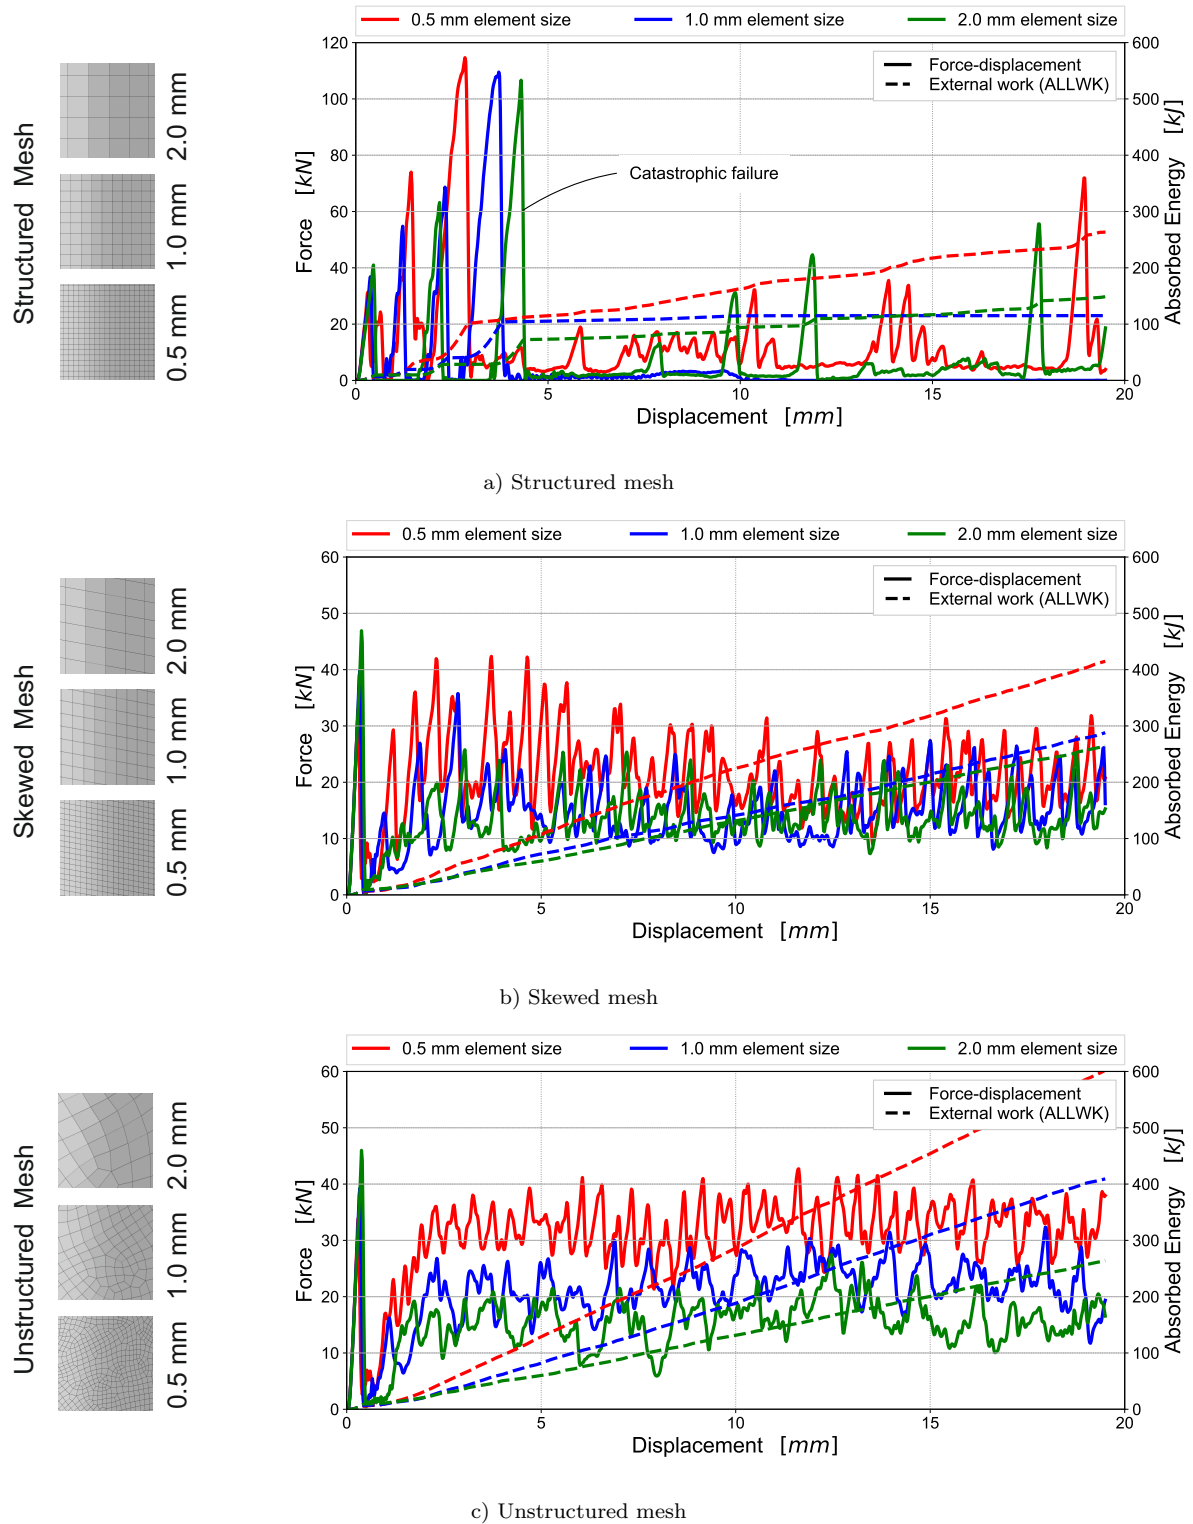 Structured Mesh
2.0 mm
1.0 mm
0.5 mm
0.5 mm element size
1.0 mm element size
2.0 mm element size
Force-displacement
External work (ALLWK)
Catastrophic failure
Force [kN]
120
100
80
60
40
20
0
Absorbed Energy [kJ]
600
500
400
300
200
100
0
0
5
10
15
20
Displacement [mm]
a) Structured mesh
Skewed Mesh
2.0 mm
1.0 mm
0.5 mm
0.5 mm element size
1.0 mm element size
2.0 mm element size
Force-displacement
External work (ALLWK)
Force [kN]
60
50
40
30
20
10
0
Absorbed Energy [kJ]
600
500
400
300
200
100
0
0
5
10
15
20
Displacement [mm]
b) Skewed mesh
Unstructured Mesh
2.0 mm
1.0 mm
0.5 mm
0.5 mm element size
1.0 mm element size
2.0 mm element size
Force-displacement
External work (ALLWK)
Force [kN]
60
50
40
30
20
10
0
Absorbed Energy [kJ]
600
500
400
300
200
100
0
0
5
10
15
20
Displacement [mm]
c) Unstructured mesh